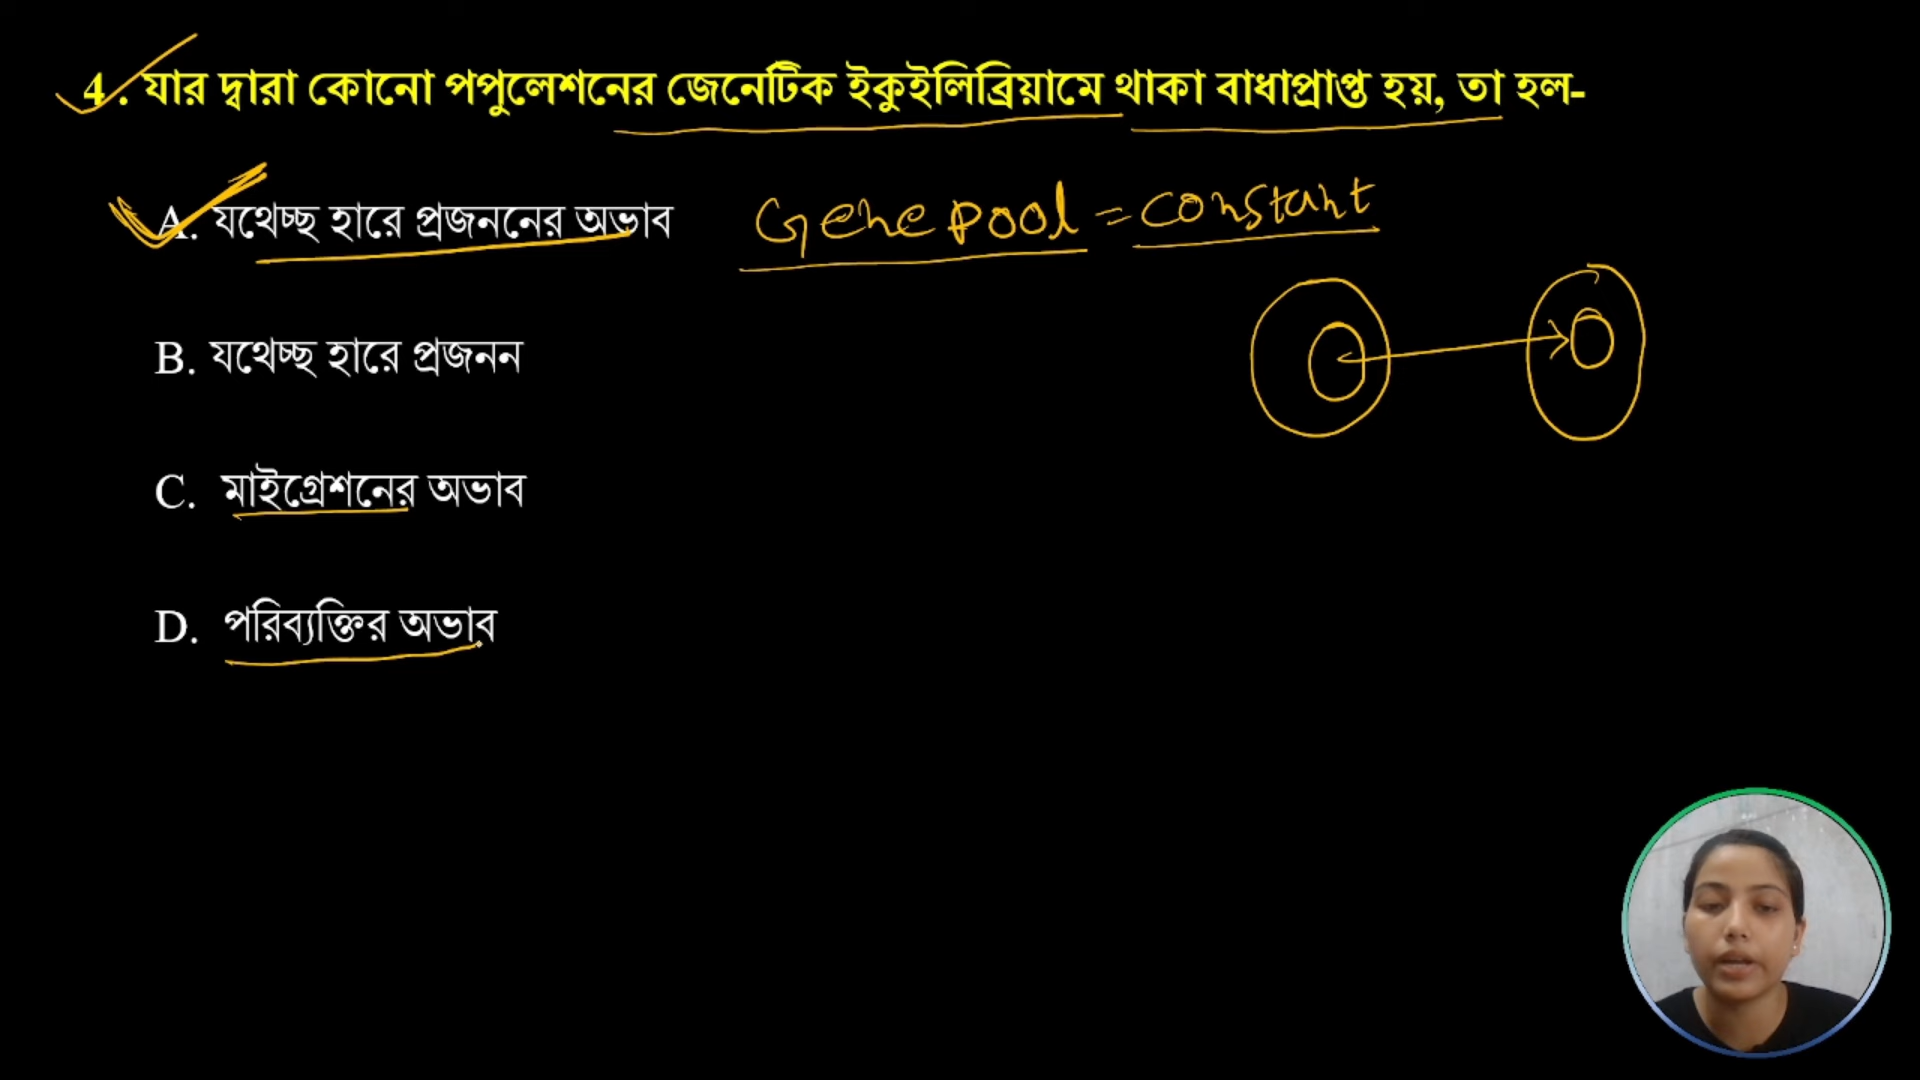 4. যার দ্বারা কোনো পপুলেশনের জেনেটিক ইকুইলিব্রিয়ামে থাকা বাধাপ্রাপ্ত হয়, তা হল-
A. যথেচ্ছ হারে প্রজননের অভাব
Gene pool = constant
B. যথেচ্ছ হারে প্রজনন
C. মাইগ্রেশনের অভাব
D. পরিব্যক্তির অভাব